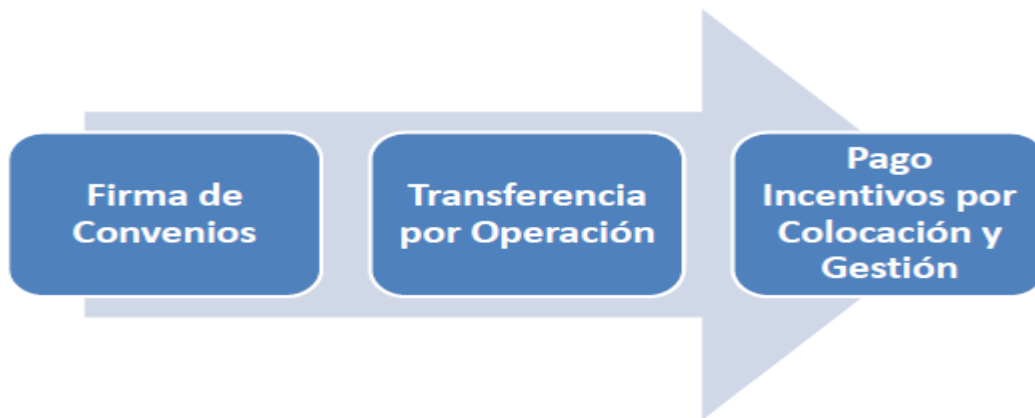 Firma de
Convenios
Transferencia
por Operación
Pago
Incentivos por
Colocación y
Gestión